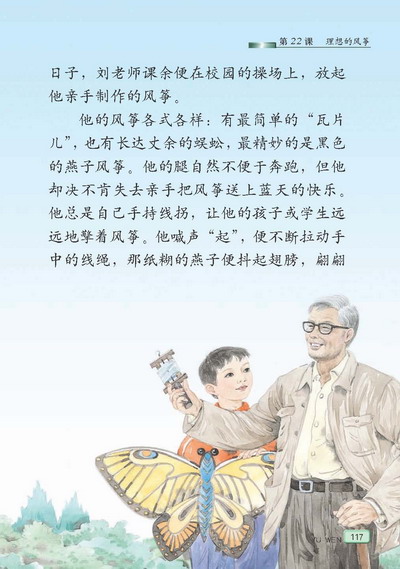 第22课 理想的风筝
日子，刘老师课余便在校园的操场上，放起
他亲手制作的风筝。
他的风筝各式各样：有最简单的“瓦片
儿”，也有长达丈余的蜈蚣，最精妙的是黑色
的燕子风筝。他的腿自然不便于奔跑，但他
却决不肯失去亲手把风筝送上蓝天的快乐。
他总是自己手持线拐，让他的孩子或学生远
远地擎着风筝。他喊声“起”，便不断拉动手
中的线绳，那纸糊的燕子便抖起翅膀，翩翩
YU WEN 117